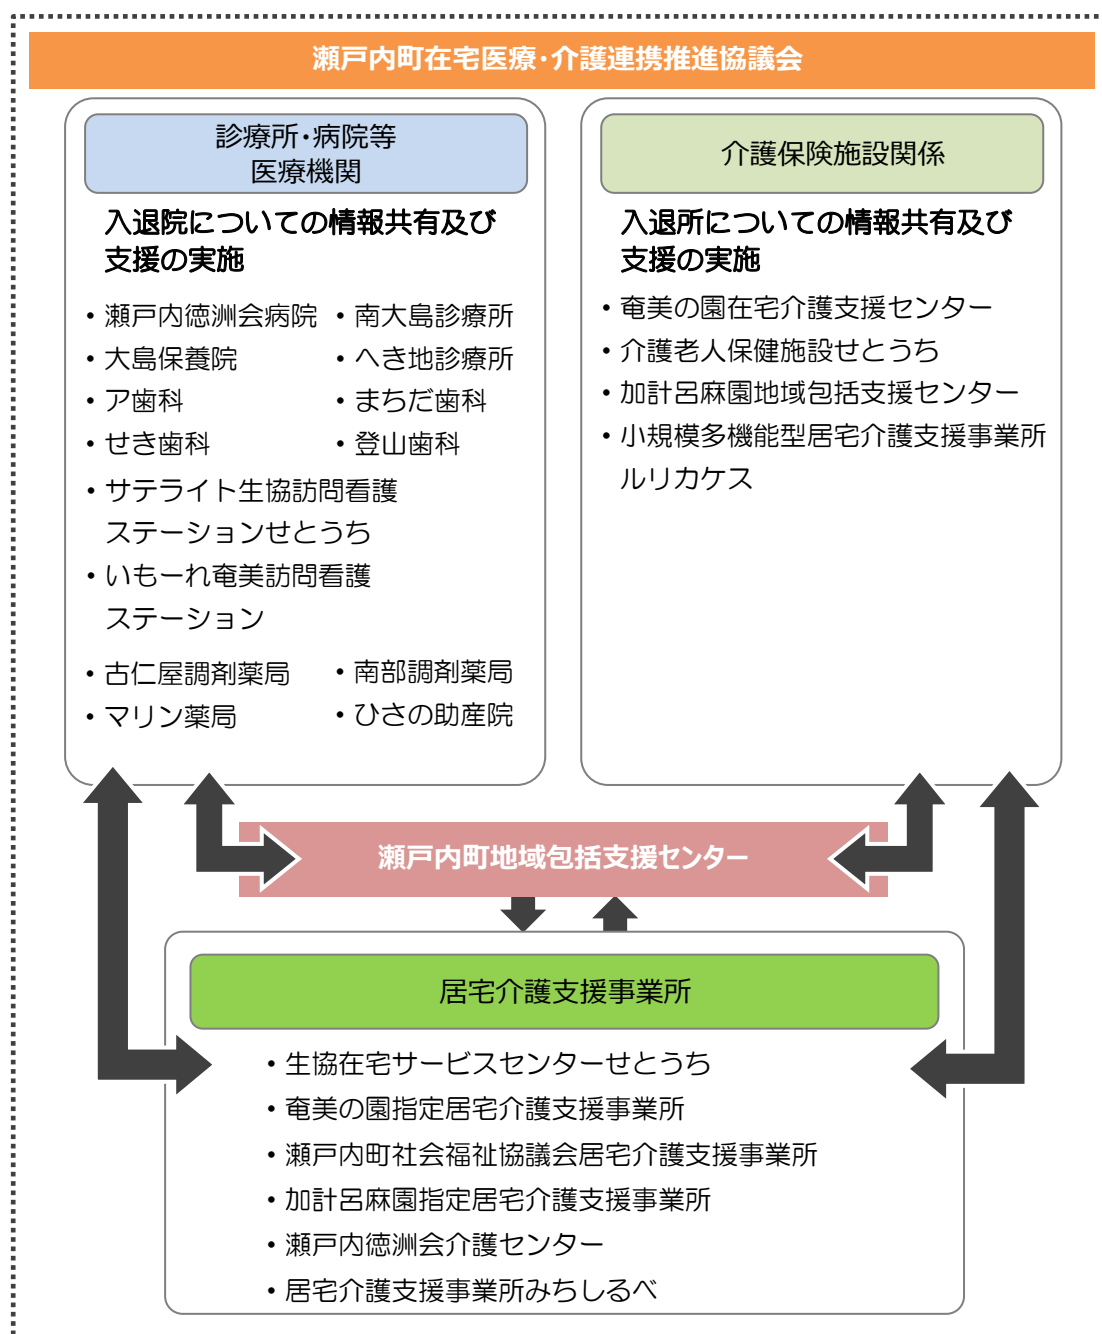 瀬戸内町在宅医療・介護連携推進協議会
診療所・病院等
医療機関
入退院についての情報共有及び
支援の実施
・瀬戸内徳洲会病院 ・南大島診療所
・大島保養院 ・へき地診療所
・ア歯科 ・まちだ歯科
・せき歯科 ・登山歯科
・サテライト生協訪問看護
ステーションせとうち
・いもーれ奄美訪問看護
ステーション
・古仁屋調剤薬局 ・南部調剤薬局
・マリン薬局 ・ひさの助産院
介護保険施設関係
入退所についての情報共有及び
支援の実施
・奄美の園在宅介護支援センター
・介護老人保健施設せとうち
・加計呂麻園地域包括支援センター
・小規模多機能型居宅介護支援事業所
ルリカケス
瀬戸内町地域包括支援センター
居宅介護支援事業所
・生協在宅サービスセンターせとうち
・奄美の園指定居宅介護支援事業所
・瀬戸内町社会福祉協議会居宅介護支援事業所
・加計呂麻園指定居宅介護支援事業所
・瀬戸内徳洲会介護センター
・居宅介護支援事業所みちしるべ